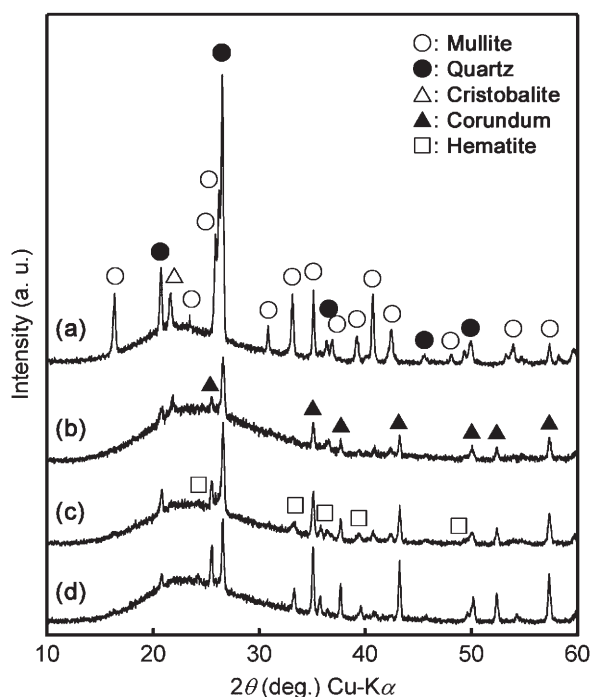 ○: Mullite
●: Quartz
△: Cristobalite
▲: Corundum
□: Hematite
Intensity (a. u.)
(a)
(b)
(c)
(d)
10 20 30 40 50 60
2θ (deg.) Cu-Kα